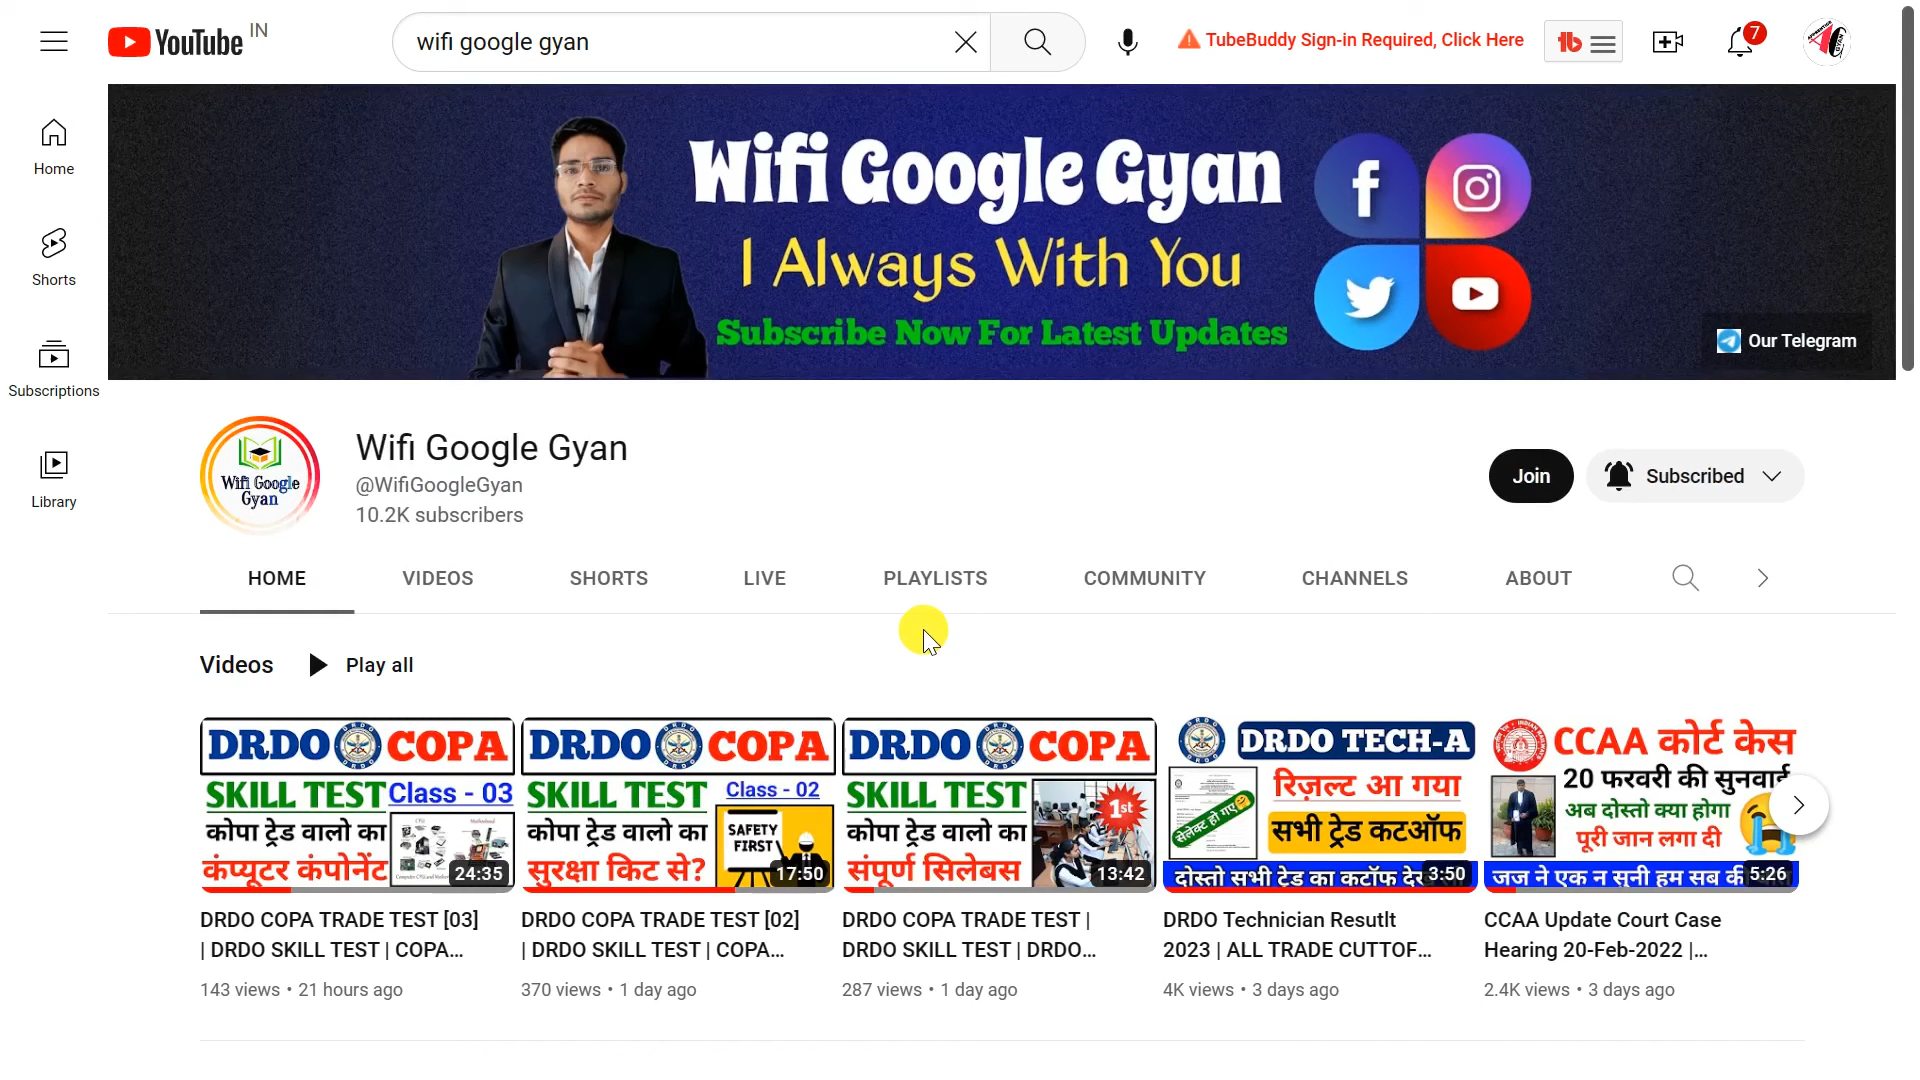 YouTube IN
wifi google gyan
TubeBuddy Sign-in Required, Click Here
tb
7
Home
Shorts
Subscriptions
Library
Wifi Google Gyan
I Always With You
Subscribe Now For Latest Updates
Our Telegram
Wifi Google
Gyan
Wifi Google Gyan
@WifiGoogleGyan
10.2K subscribers
Join
Subscribed
HOME VIDEOS SHORTS LIVE PLAYLISTS COMMUNITY CHANNELS ABOUT
Videos Play all
DRDO COPA
SKILL TEST Class - 03
कोपा ट्रेड वालो का
कंप्यूटर कंपोनेंट
24:35
DRDO COPA TRADE TEST [03]
| DRDO SKILL TEST | COPA...
143 views • 21 hours ago
DRDO COPA
SKILL TEST Class - 02
कोपा ट्रेड वालो का
सुरक्षा किट से?
SAFETY
FIRST
17:50
DRDO COPA TRADE TEST [02]
| DRDO SKILL TEST | COPA...
370 views • 1 day ago
DRDO COPA
SKILL TEST 1st
कोपा ट्रेड वालो का
संपूर्ण सिलेबस
13:42
DRDO COPA TRADE TEST |
DRDO SKILL TEST | DRDO...
287 views • 1 day ago
DRDO TECH-A
रिज़ल्ट आ गया
सेलेक्ट हो गए
सभी ट्रेड कटऑफ
दोस्तो सभी ट्रेड का कटऑफ
3:50
DRDO Technician Resutlt
2023 | ALL TRADE CUTTOF...
4K views • 3 days ago
CCAA कोर्ट केस
20 फरवरी की सुनवाई
अब दोस्तो क्या होगा
पूरी जान लगा दी
जज ने एक न सुनी हम सब की
5:26
CCAA Update Court Case
Hearing 20-Feb-2022 |...
2.4K views • 3 days ago